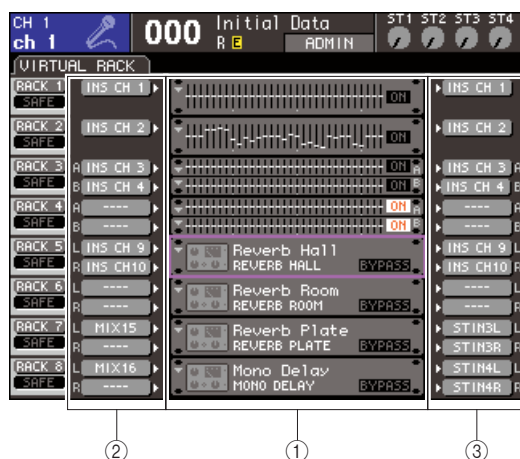 CH 1
ch 1
000
Initial Data
R E
ADMIN
ST1 ST2 ST3 ST4
VIRTUAL RACK
RACK 1
SAFE
INS CH 1
ON
INS CH 1
RACK 2
SAFE
INS CH 2
ON
INS CH 2
RACK 3
SAFE
A INS CH 3
ON A
INS CH 3 A
B INS CH 4
ON B
INS CH 4 B
RACK 4
SAFE
A ----
ON A
---- A
B ----
ON B
---- B
RACK 5
SAFE
L INS CH 9
Reverb Hall
INS CH 9 L
R INS CH10
REVERB HALL
BYPASS
INS CH10 R
RACK 6
SAFE
L ----
Reverb Room
---- L
R ----
REVERB ROOM
BYPASS
---- R
RACK 7
SAFE
L MIX15
Reverb Plate
STIN3L L
R ----
REVERB PLATE
BYPASS
STIN3R R
RACK 8
SAFE
L MIX16
Mono Delay
STIN4L L
R ----
MONO DELAY
BYPASS
STIN4R R
② ① ③